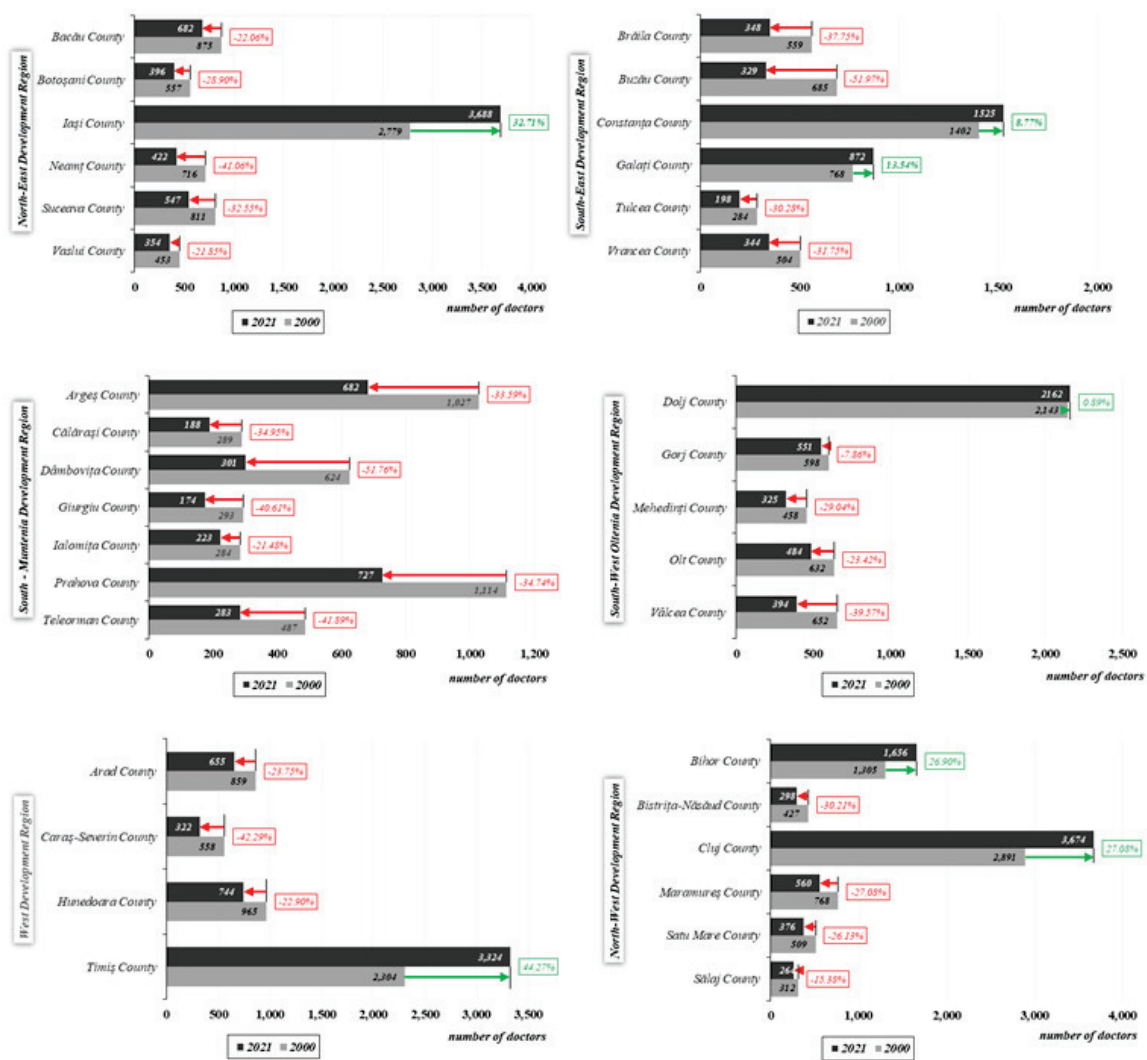 North-East Development Region
Bacău County
682
875
-22.06%
Botoșani County
396
557
-28.90%
Iași County
3,688
2,779
32.71%
Neamț County
422
716
-41.06%
Suceava County
547
811
-32.55%
Vaslui County
354
453
-21.85%
0 500 1,000 1,500 2,000 2,500 3,000 3,500 4,000
number of doctors
2021 2000
South-East Development Region
Brăila County
348
559
-37.75%
Buzău County
329
685
-51.97%
Constanța County
1525
1402
8.77%
Galați County
872
768
13.54%
Tulcea County
198
284
-30.28%
Vrancea County
344
504
-31.75%
0 500 1,000 1,500 2,000
number of doctors
2021 2000
South - Muntenia Development Region
Argeș County
682
1,027
-33.59%
Călărași County
188
289
-34.95%
Dâmbovița County
301
624
-51.76%
Giurgiu County
174
293
-40.61%
Ialomița County
223
284
-21.48%
Prahova County
727
1,114
-34.74%
Teleorman County
283
487
-41.89%
0 200 400 600 800 1,000 1,200
number of doctors
2021 2000
South-West Oltenia Development Region
Dolj County
2162
2,143
0.89%
Gorj County
551
598
-7.86%
Mehedinți County
325
458
-29.04%
Olt County
484
632
-23.42%
Vâlcea County
394
652
-39.57%
0 500 1,000 1,500 2,000 2,500
number of doctors
2021 2000
West Development Region
Arad County
655
859
-23.75%
Caraș-Severin County
322
558
-42.29%
Hunedoara County
744
965
-22.90%
Timiș County
3,324
2,304
44.27%
0 500 1,000 1,500 2,000 2,500 3,000 3,500
number of doctors
2021 2000
North-West Development Region
Bihor County
1,656
1,305
26.90%
Bistrița-Năsăud County
298
427
-30.21%
Cluj County
3,674
2,891
27.08%
Maramureș County
560
768
-27.08%
Satu Mare County
376
509
-26.13%
Sălaj County
264
312
-15.38%
0 1,000 2,000 3,000 4,000
number of doctors
2021 2000